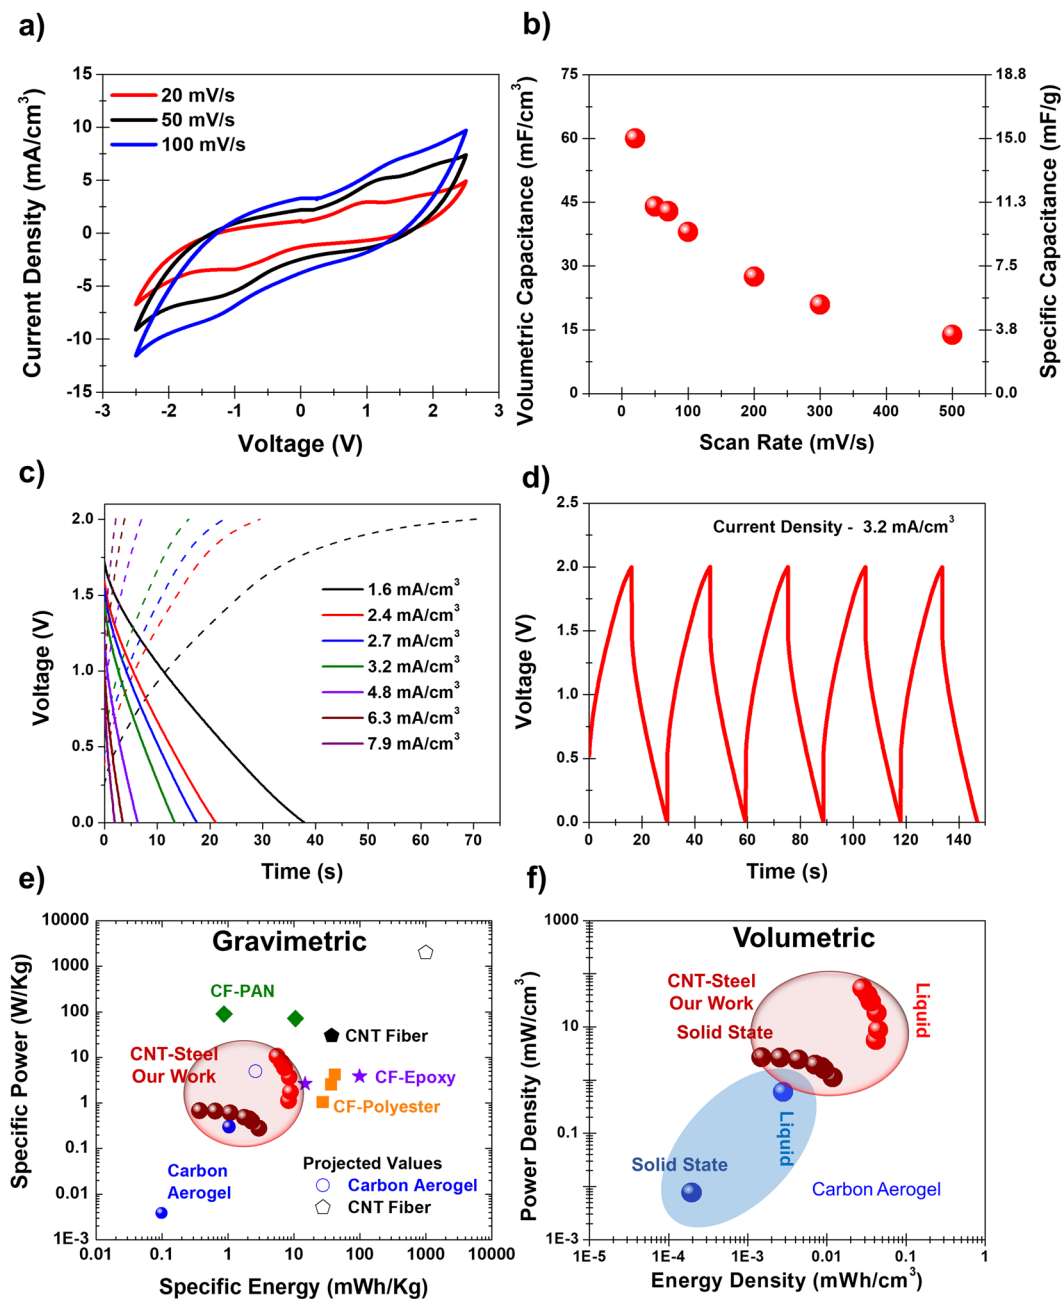 a)
15
10
5
0
-5
-10
-15
-3
-2
-1
0
1
2
3
Current Density (mA/cm³)
Voltage (V)
20 mV/s
50 mV/s
100 mV/s
b)
75
60
45
30
15
0
18.8
15.0
11.3
7.5
3.8
0.0
0
100
200
300
400
500
Volumetric Capacitance (mF/cm³)
Specific Capacitance (mF/g)
Scan Rate (mV/s)
c)
2.0
1.5
1.0
0.5
0.0
0
10
20
30
40
50
60
70
Voltage (V)
Time (s)
1.6 mA/cm³
2.4 mA/cm³
2.7 mA/cm³
3.2 mA/cm³
4.8 mA/cm³
6.3 mA/cm³
7.9 mA/cm³
d)
2.5
2.0
1.5
1.0
0.5
0.0
0
20
40
60
80
100
120
140
Voltage (V)
Time (s)
Current Density - 3.2 mA/cm³
e)
10000
1000
100
10
1
0.1
0.01
1E-3
0.01
0.1
1
10
100
1000
10000
Specific Power (W/Kg)
Specific Energy (mWh/Kg)
Gravimetric
CF-PAN
CNT Fiber
CNT-Steel
Our Work
CF-Epoxy
CF-Polyester
Carbon
Aerogel
Projected Values
Carbon Aerogel
CNT Fiber
f)
1000
10
0.1
1E-3
1E-5
1E-4
1E-3
0.01
0.1
1
Power Density (mW/cm³)
Energy Density (mWh/cm³)
Volumetric
CNT-Steel
Our Work
Solid State
Liquid
Liquid
Solid State
Carbon Aerogel